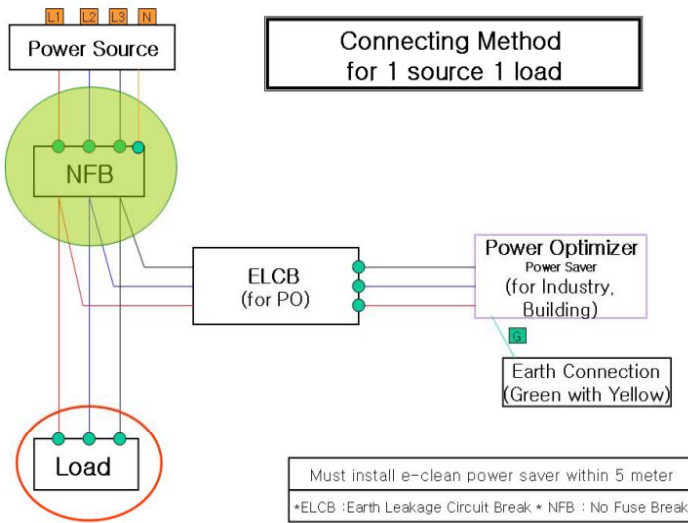 L1 L2 L3 N
Power Source
Connecting Method
for 1 source 1 load
NFB
ELCB
(for PO)
Power Optimizer
Power Saver
(for Industry,
Building)
G
Earth Connection
(Green with Yellow)
Load
Must install e-clean power saver within 5 meter
*ELCB :Earth Leakage Circuit Break * NFB : No Fuse Break